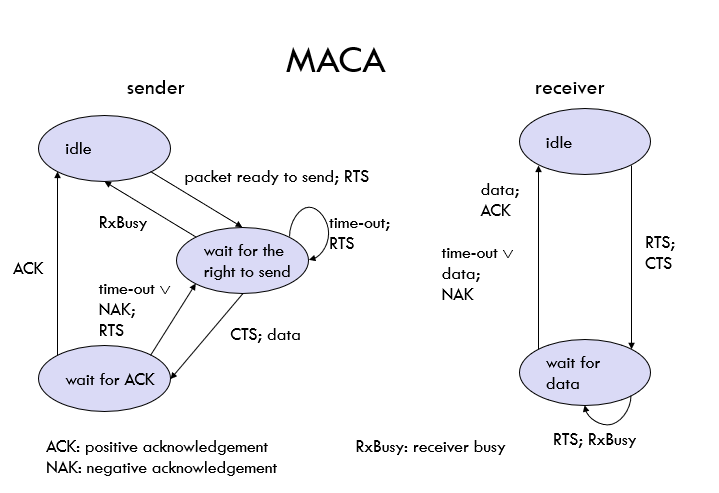 MACA
sender
receiver
idle
idle
packet ready to send; RTS
data;
ACK
RxBusy
time-out;
RTS
wait for the
right to send
RTS;
CTS
time-out ∨
data;
NAK
ACK
time-out ∨
NAK;
RTS
CTS; data
wait for ACK
wait for
data
RTS; RxBusy
ACK: positive acknowledgement
NAK: negative acknowledgement
RxBusy: receiver busy